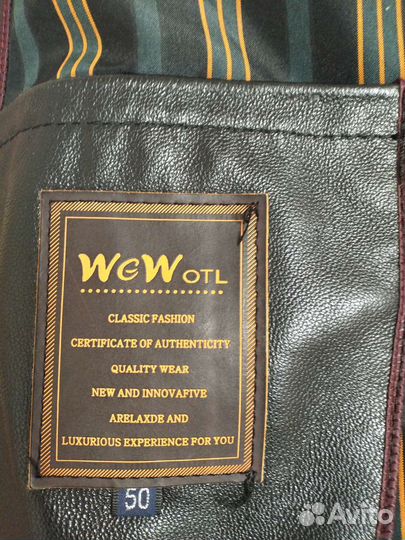 WGW OTL
CLASSIC FASHION
CERTIFICATE OF AUTHENTICITY
QUALITY WEAR
NEW AND INNOVAFIVE
ARELAXDE AND
LUXURIOUS EXPERIENCE FOR YOU
50
Avito